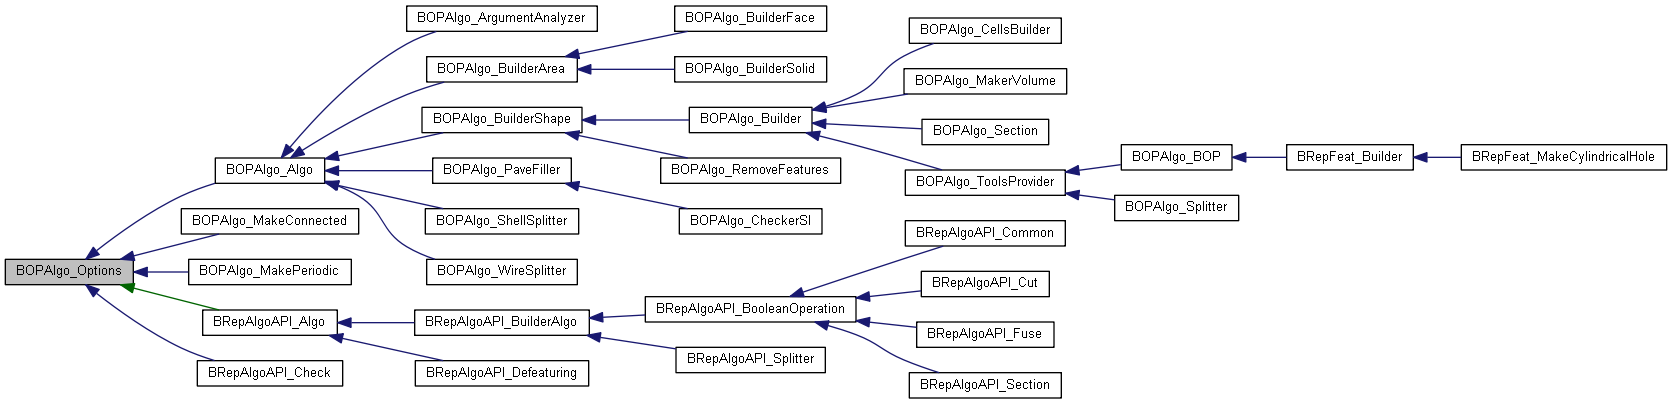 BOPAlgo_ArgumentAnalyzer
BOPAlgo_BuilderFace
BOPAlgo_CellsBuilder
BOPAlgo_BuilderArea
BOPAlgo_BuilderSolid
BOPAlgo_MakerVolume
BOPAlgo_BuilderShape
BOPAlgo_Builder
BOPAlgo_Section
BOPAlgo_BOP
BRepFeat_Builder
BRepFeat_MakeCylindricalHole
BOPAlgo_Algo
BOPAlgo_PaveFiller
BOPAlgo_RemoveFeatures
BOPAlgo_ToolsProvider
BOPAlgo_Splitter
BOPAlgo_MakeConnected
BOPAlgo_ShellSplitter
BOPAlgo_CheckerSI
BRepAlgoAPI_Common
BOPAlgo_Options
BOPAlgo_MakePeriodic
BOPAlgo_WireSplitter
BRepAlgoAPI_Cut
BRepAlgoAPI_Algo
BRepAlgoAPI_BuilderAlgo
BRepAlgoAPI_BooleanOperation
BRepAlgoAPI_Fuse
BRepAlgoAPI_Check
BRepAlgoAPI_Defeaturing
BRepAlgoAPI_Splitter
BRepAlgoAPI_Section